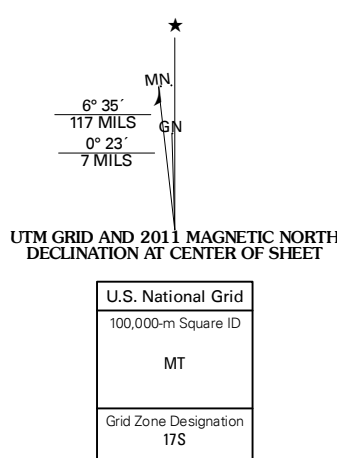 ★
MN.
6° 35´
117 MILS
GN
0° 23´
7 MILS
UTM GRID AND 2011 MAGNETIC NORTH
DECLINATION AT CENTER OF SHEET
U.S. National Grid
100,000-m Square ID
MT
Grid Zone Designation
17S